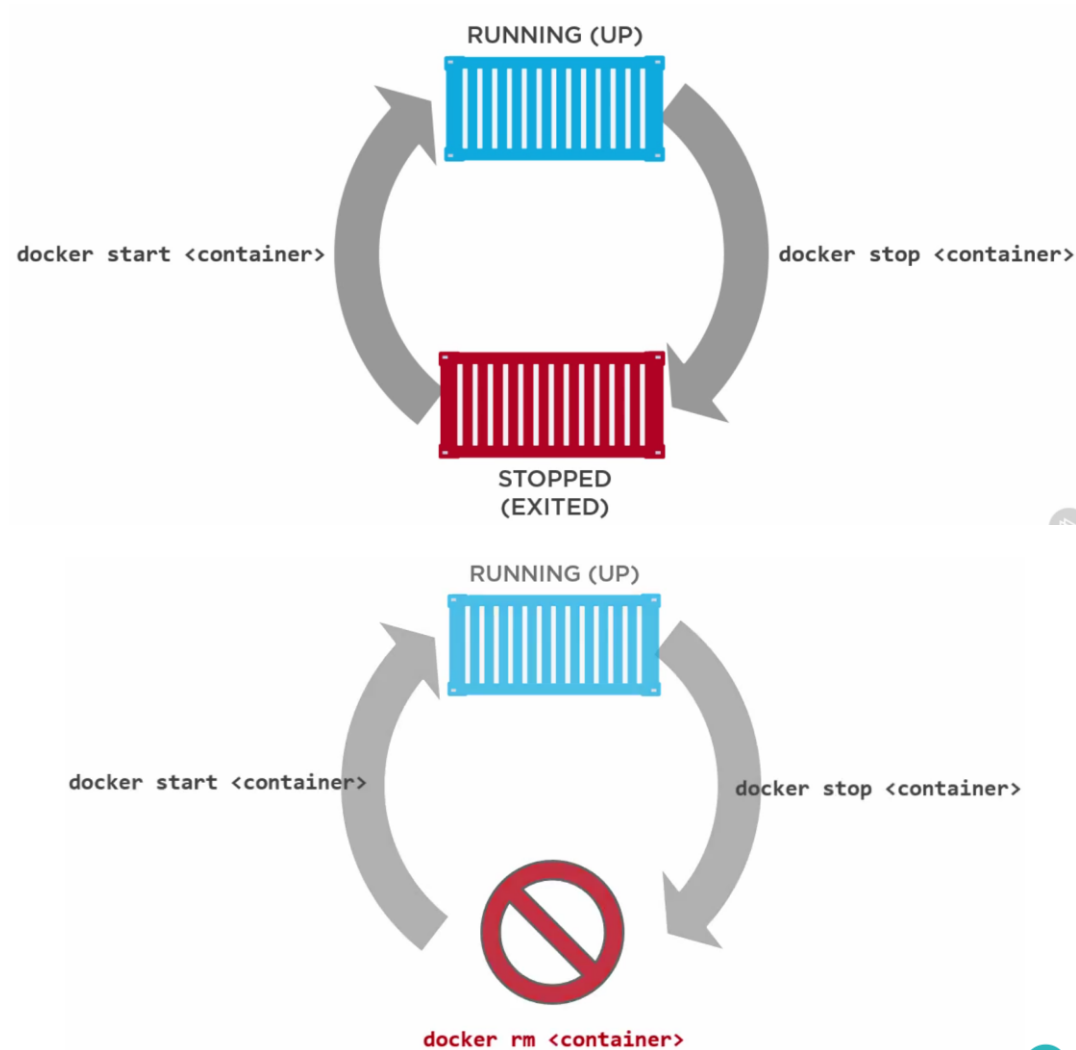 RUNNING (UP)
docker start <container>
docker stop <container>
STOPPED
(EXITED)
RUNNING (UP)
docker start <container>
docker stop <container>
docker rm <container>